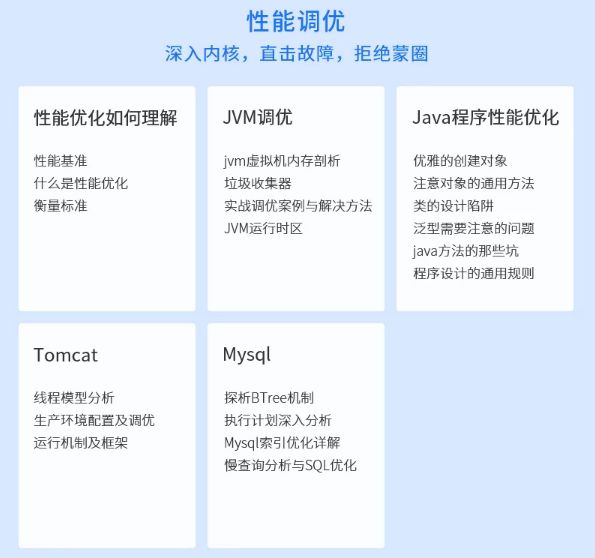 性能调优
深入内核，直击故障，拒绝蒙圈
性能优化如何理解
性能基准
什么是性能优化
衡量标准
JVM调优
jvm虚拟机内存剖析
垃圾收集器
实战调优案例与解决方法
JVM运行时区
Java程序性能优化
优雅的创建对象
注意对象的通用方法
类的设计陷阱
泛型需要注意的问题
java方法的那些坑
程序设计的通用规则
Tomcat
线程模型分析
生产环境配置及调优
运行机制及框架
Mysql
探析BTree机制
执行计划深入分析
Mysql索引优化详解
慢查询分析与SQL优化